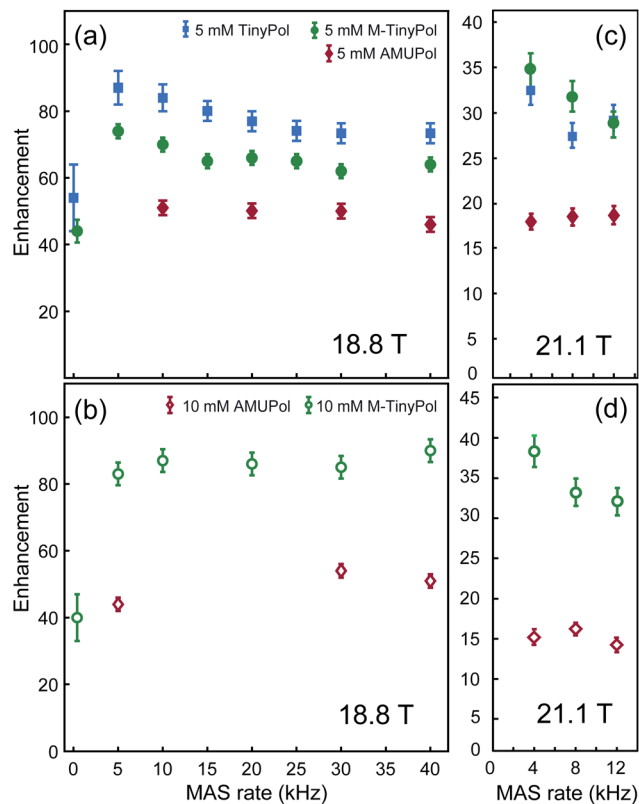 (a)
5 mM TinyPol
5 mM M-TinyPol
5 mM AMUPol
100
80
60
40
20
Enhancement
18.8 T
(c)
40
35
30
25
20
15
10
5
0
21.1 T
(b)
10 mM AMUPol
10 mM M-TinyPol
100
80
60
40
20
0
Enhancement
18.8 T
0 5 10 15 20 25 30 35 40
MAS rate (kHz)
(d)
45
40
35
30
25
20
15
10
5
0
21.1 T
0 4 8 12
MAS rate (kHz)